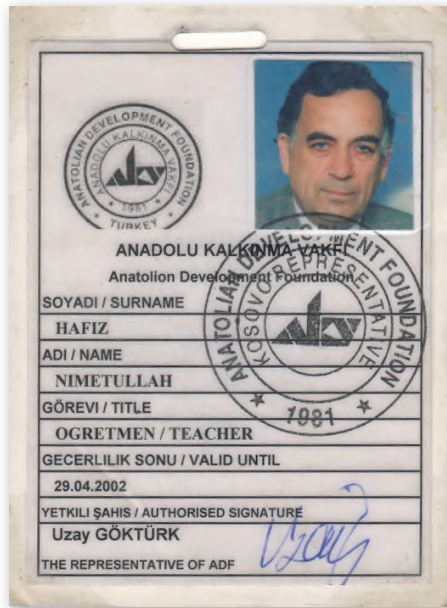 ANATOLIAN DEVELOPMENT FOUNDATION
ANADOLU KALKINMA VAKFI
akv
1981
TURKEY
ANADOLU KALKINMA VAKFI
Anatolion Development Foundation
ANATOLIAN DEVELOPMENT FOUNDATION
KOSOVO REPRESENTATIVE
akv
1981
SOYADI / SURNAME
HAFIZ
ADI / NAME
NIMETULLAH
GÖREVI / TITLE
OGRETMEN / TEACHER
GECERLILIK SONU / VALID UNTIL
29.04.2002
YETKILI ŞAHIS / AUTHORISED SIGNATURE
Uzay GÖKTÜRK
THE REPRESENTATIVE OF ADF